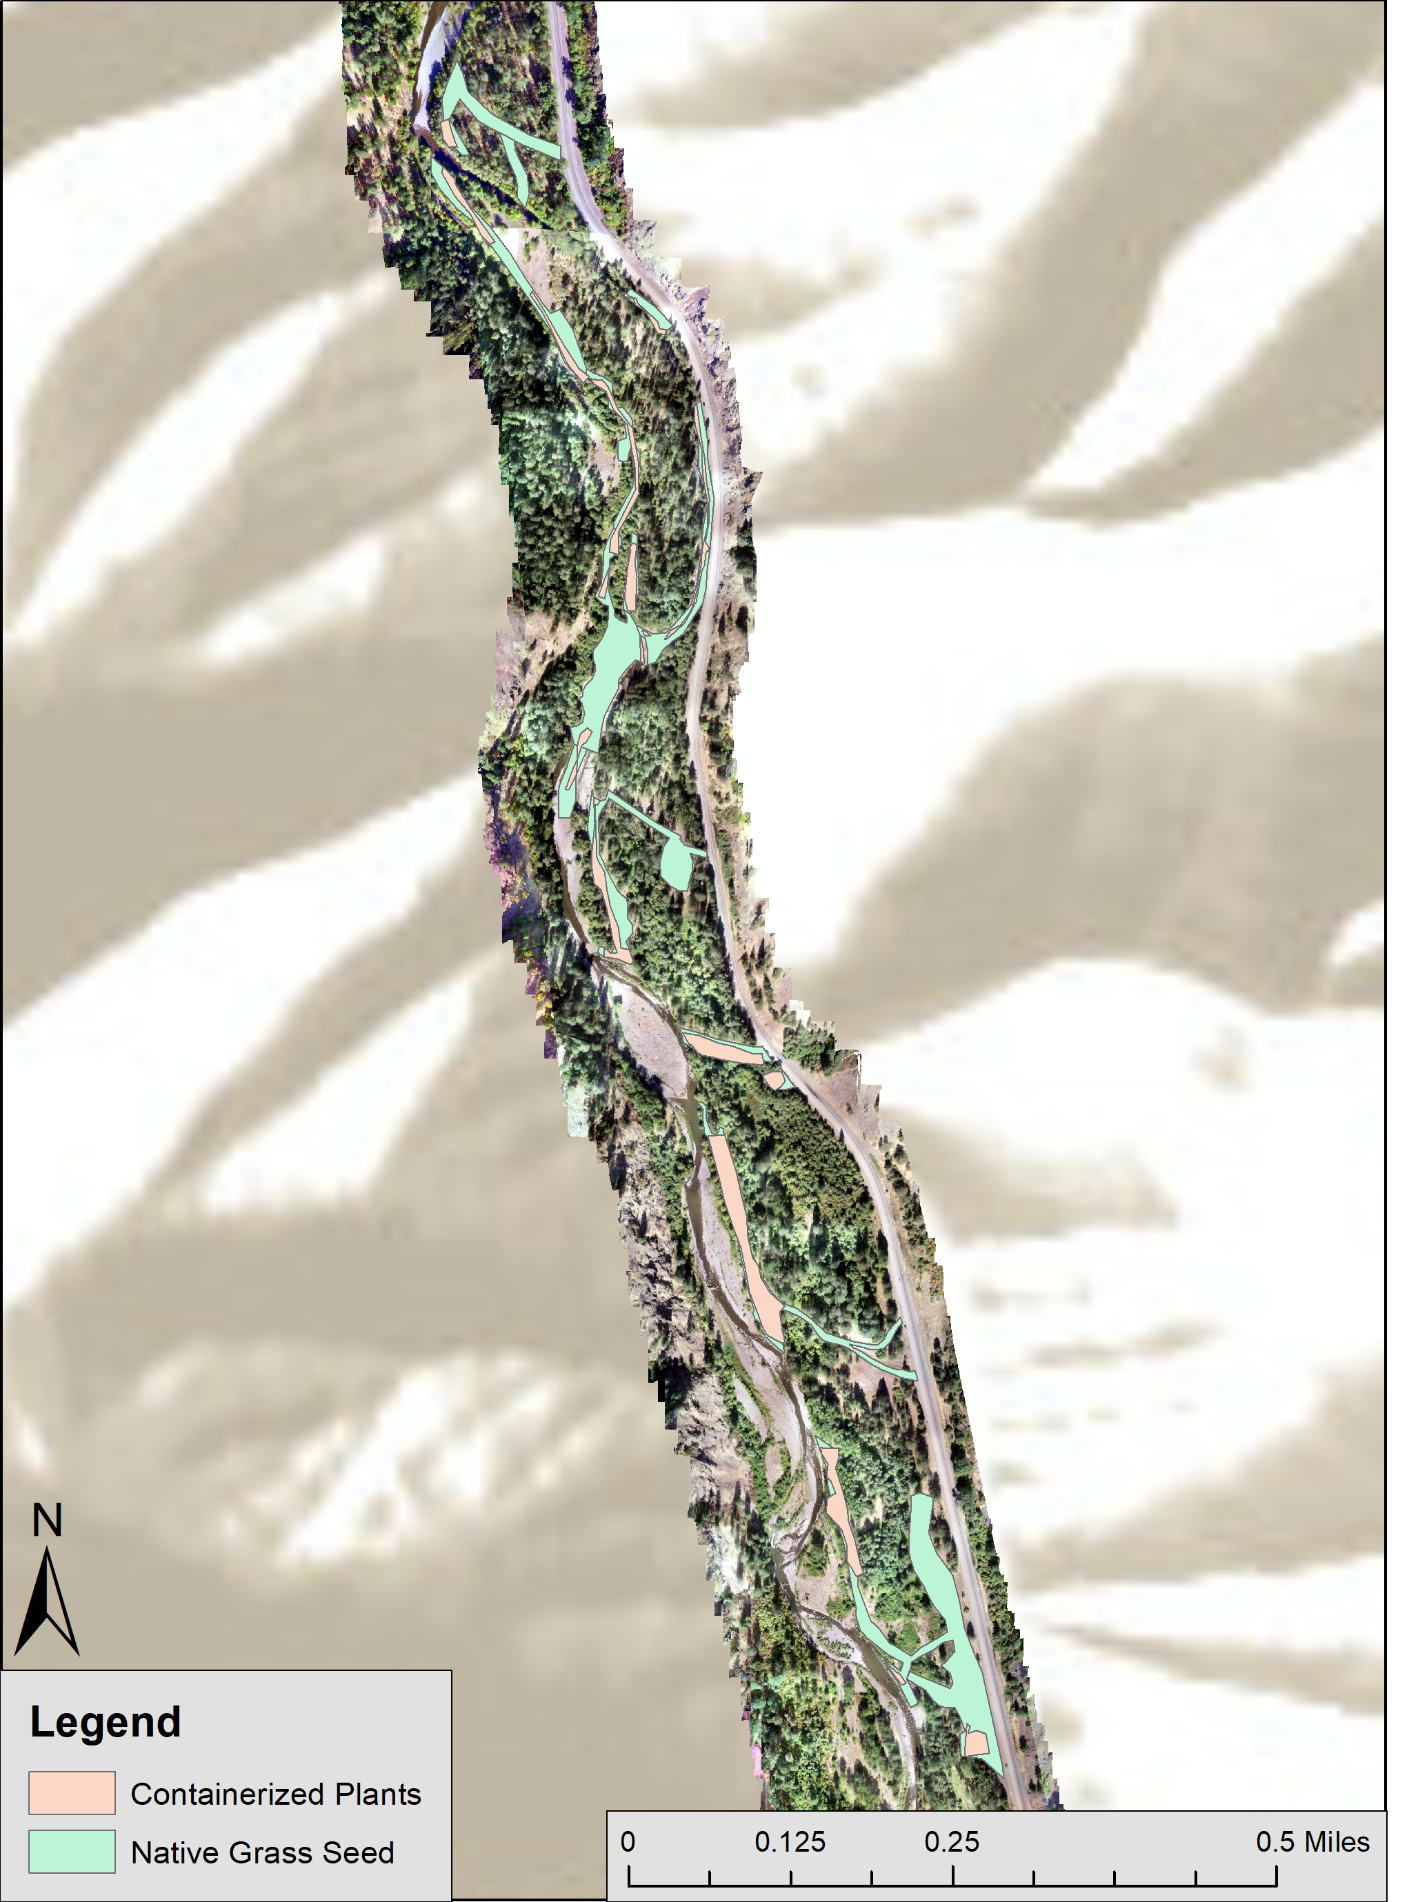 N
Legend
Containerized Plants
Native Grass Seed
0 0.125 0.25 0.5 Miles